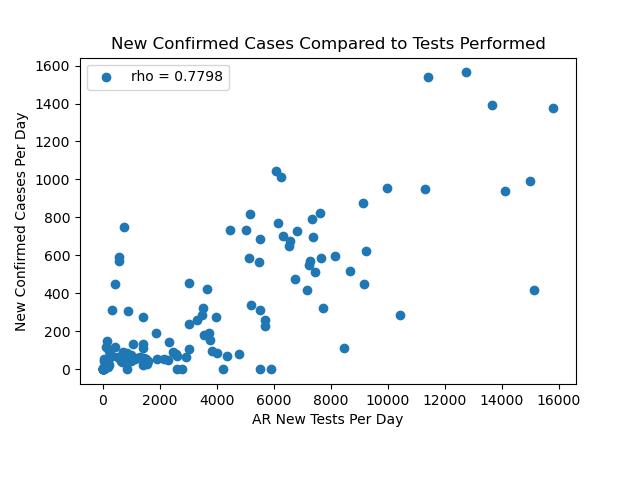 New Confirmed Cases Compared to Tests Performed
rho = 0.7798
1600
1400
1200
1000
800
600
400
200
0
New Confirmed Caeses Per Day
0 2000 4000 6000 8000 10000 12000 14000 16000
AR New Tests Per Day